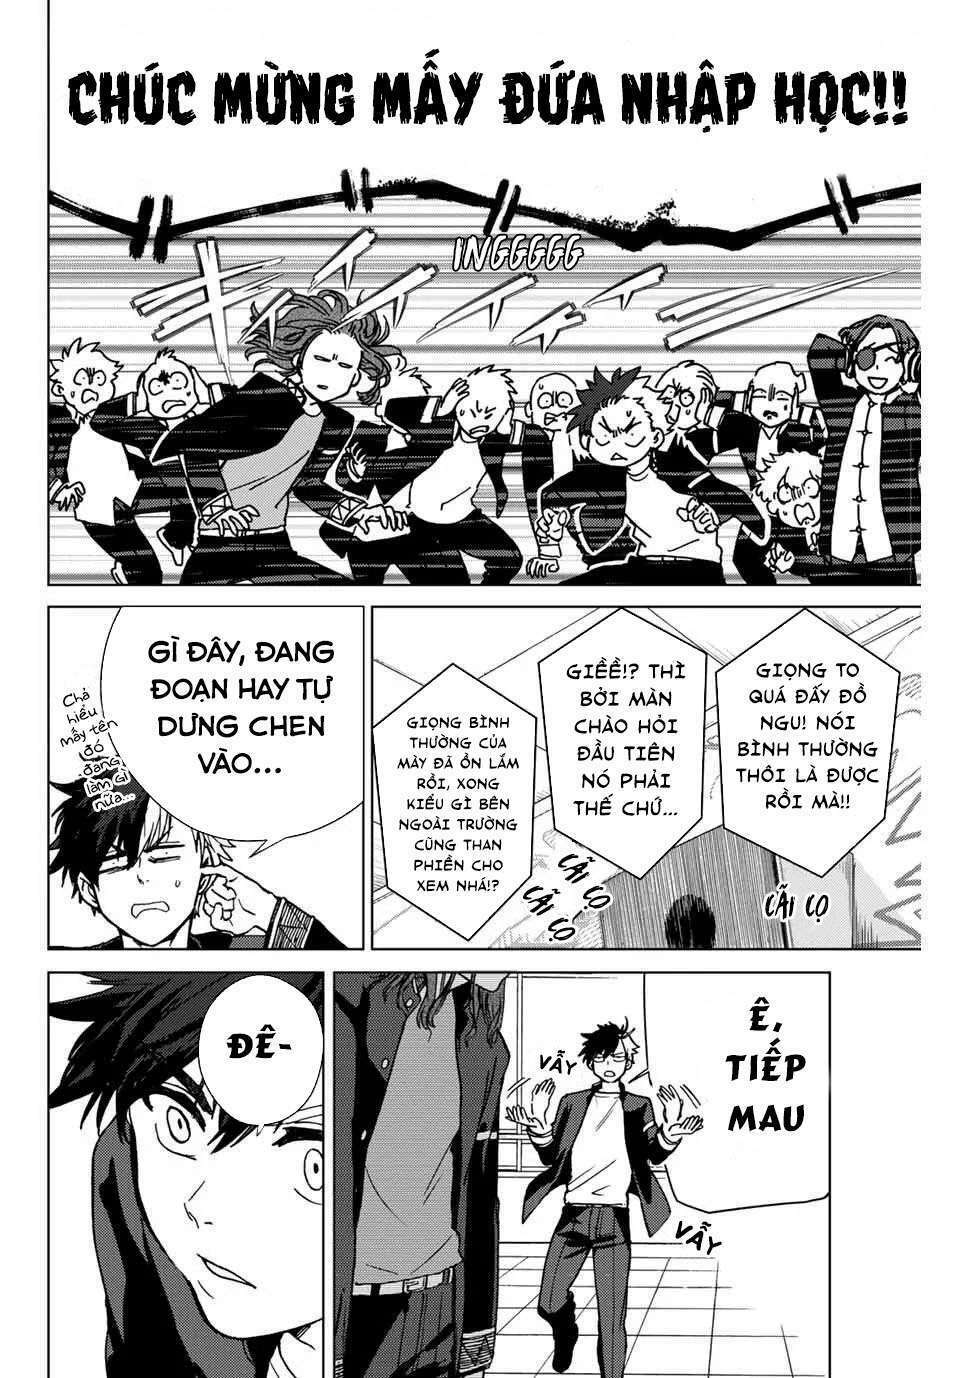 CHÚC MỪNG MẤY ĐỨA NHẬP HỌC!!
INGGGGG
GIỌNG TO
QUÁ ĐẤY ĐỒ
NGU! NÓI
BÌNH THƯỜNG
THÔI LÀ ĐƯỢC
RỒI MÀ!!
GIỀỀ!? THÌ
BỞI MÀN
CHÀO HỎI
ĐẦU TIÊN
NÓ PHẢI
THẾ CHỨ...
GIỌNG BÌNH
THƯỜNG CỦA
MÀY ĐÃ ỒN LẮM
RỒI, XONG
KIỂU GÌ BÊN
NGOÀI TRƯỜNG
CŨNG THAN
PHIỀN CHO
XEM NHÁ!?
CÃI CỌ
CÃI CỌ
CÃI CỌ
GÌ ĐÂY, ĐANG
ĐOẠN HAY TỰ
DƯNG CHEN
VÀO...
Chả
hiểu
mấy tên
đó
đang
làm gì
nữa...
Ê,
TIẾP
MAU
VẪY
VẪY
ĐÊ-